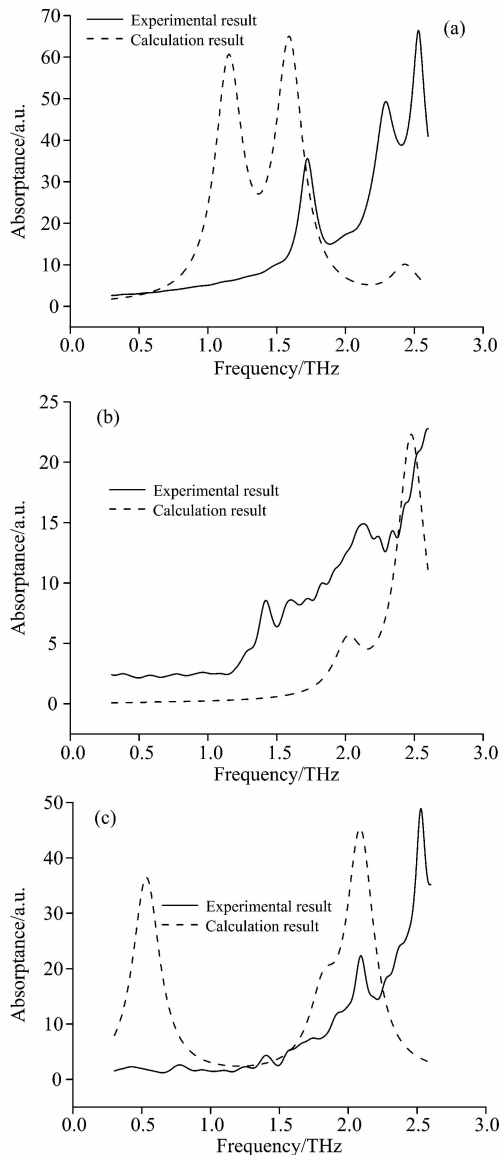 70
60
50
40
30
20
10
0
Absorptance/a.u.
Experimental result
Calculation result
(a)
0.0 0.5 1.0 1.5 2.0 2.5 3.0
Frequency/THz
25
20
15
10
5
0
Absorptance/a.u.
(b)
Experimental result
Calculation result
0.0 0.5 1.0 1.5 2.0 2.5 3.0
Frequency/THz
50
40
30
20
10
0
Absorptance/a.u.
(c)
Experimental result
Calculation result
0.0 0.5 1.0 1.5 2.0 2.5 3.0
Frequency/THz